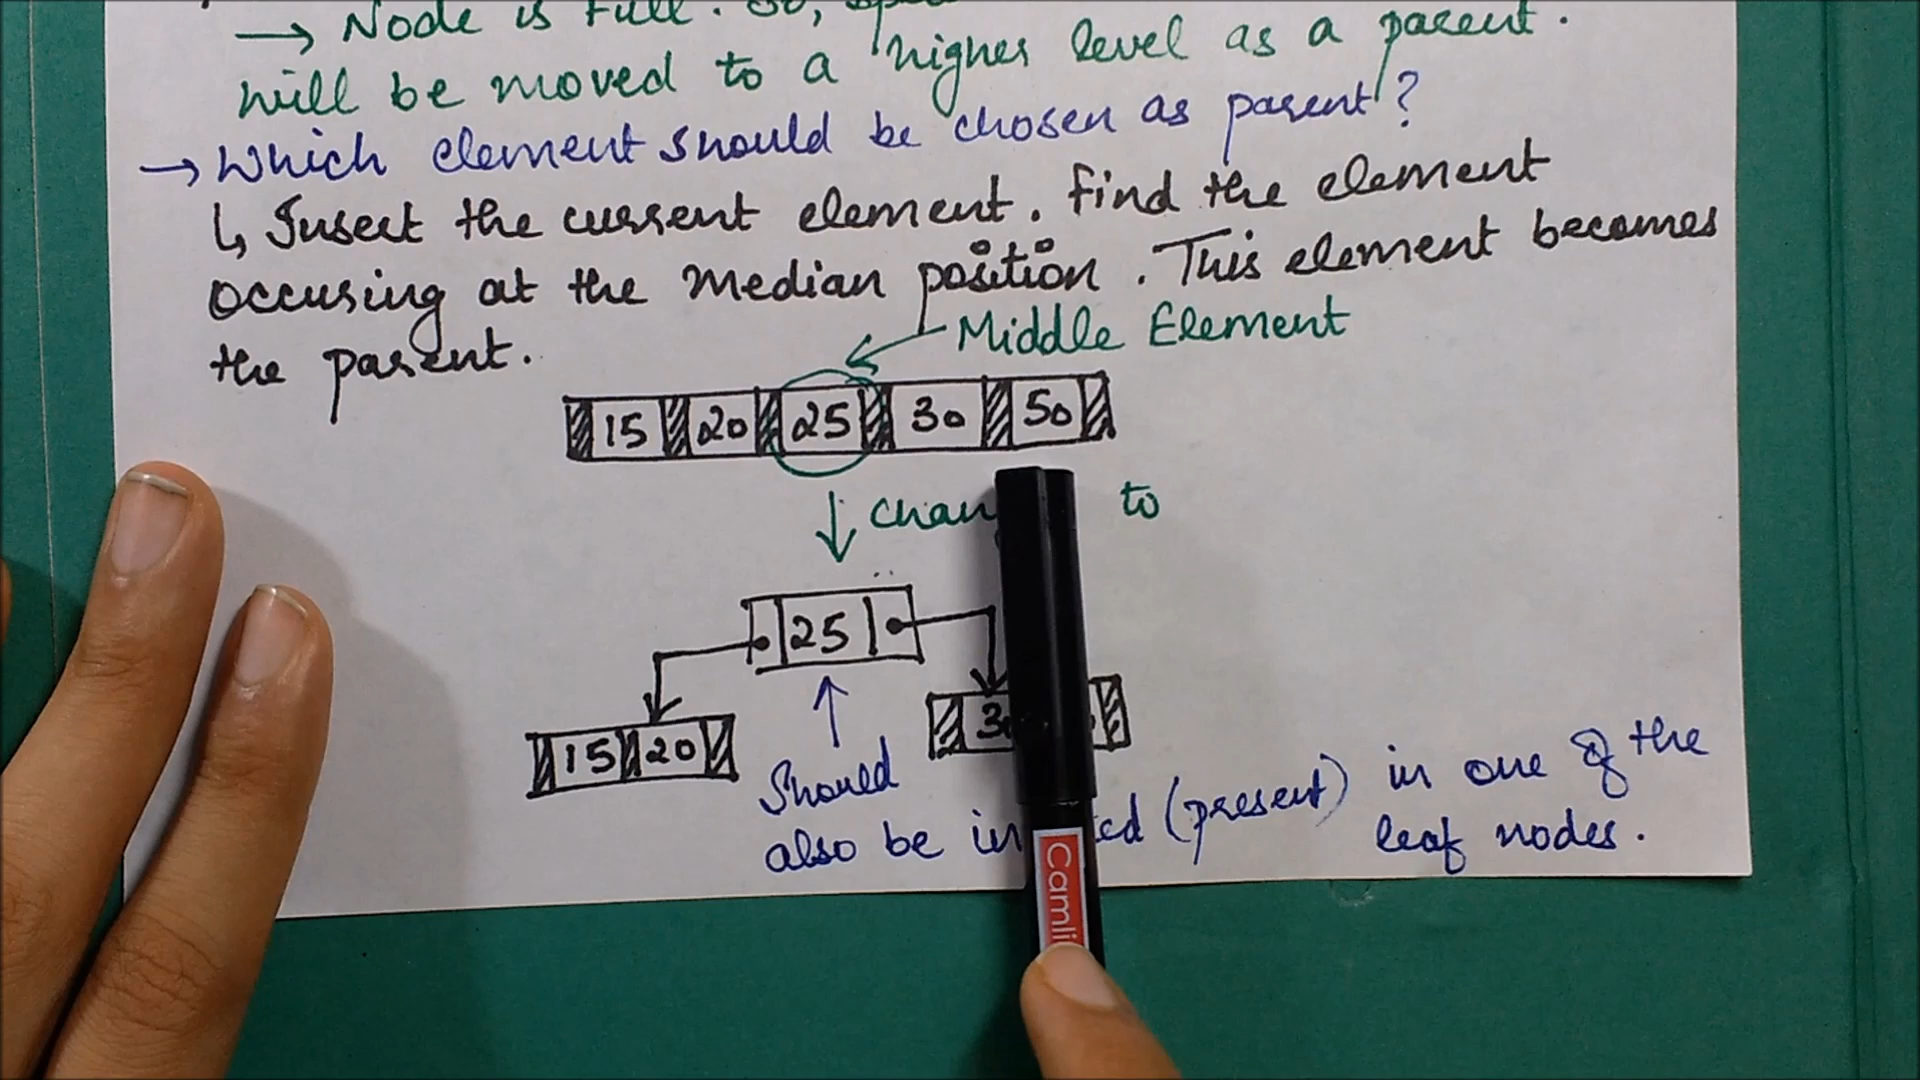 → Node is Full. So,
will be moved to a higher level as a parent.
→ Which element should be chosen as parent?
↳ Insert the current element. Find the element
occuring at the median position. This element becomes
the parent.
Middle Element
15 20 25 30 50
↓ chan to
25
15 20 3
Should
also be in ed (present) in one of the
leaf nodes.
Camli